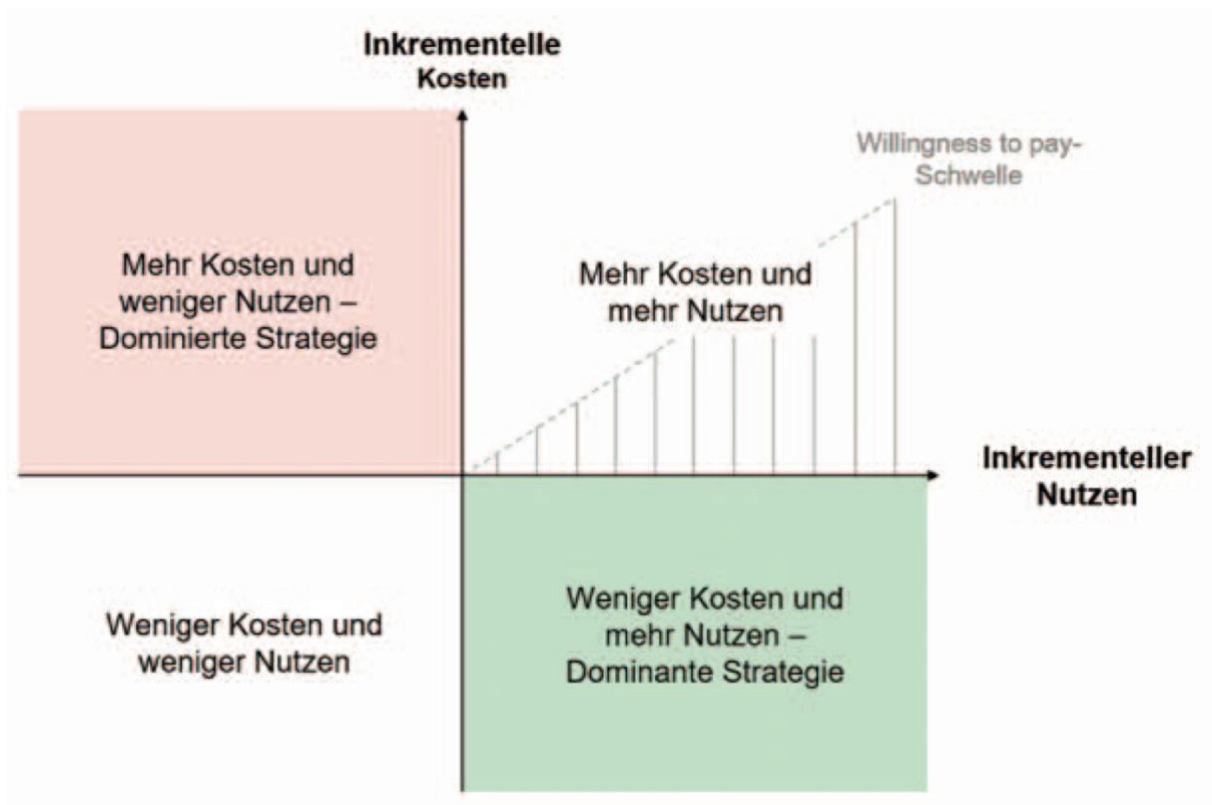 Inkrementelle
Kosten
Willingness to pay-
Schwelle
Mehr Kosten und
weniger Nutzen –
Dominierte Strategie
Mehr Kosten und
mehr Nutzen
Inkrementeller
Nutzen
Weniger Kosten und
weniger Nutzen
Weniger Kosten und
mehr Nutzen –
Dominante Strategie